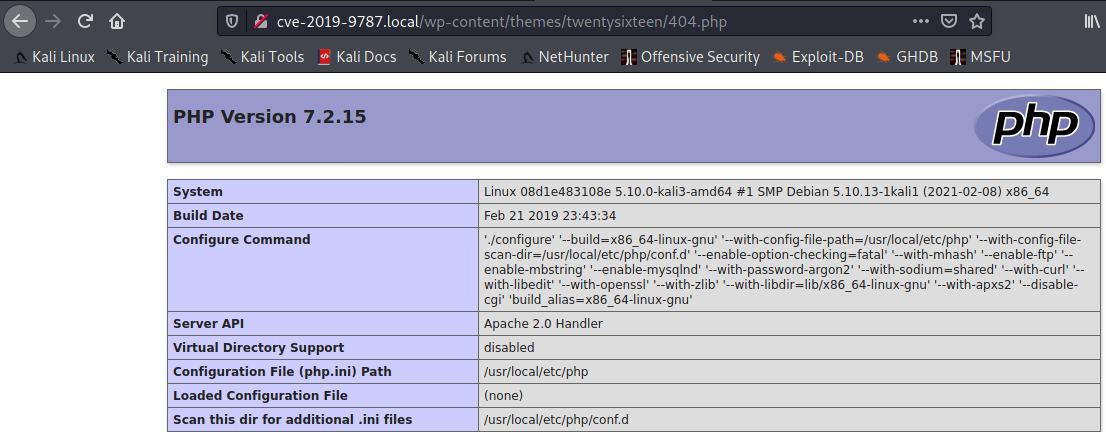 cve-2019-9787.local/wp-content/themes/twentysixteen/404.php
Kali Linux Kali Training Kali Tools Kali Docs Kali Forums NetHunter Offensive Security Exploit-DB GHDB MSFU
PHP Version 7.2.15
php
System Linux 08d1e483108e 5.10.0-kali3-amd64 #1 SMP Debian 5.10.13-1kali1 (2021-02-08) x86_64
Build Date Feb 21 2019 23:43:34
Configure Command './configure' '--build=x86_64-linux-gnu' '--with-config-file-path=/usr/local/etc/php' '--with-config-file-
scan-dir=/usr/local/etc/php/conf.d' '--enable-option-checking=fatal' '--with-mhash' '--enable-ftp' '--
enable-mbstring' '--enable-mysqlnd' '--with-password-argon2' '--with-sodium=shared' '--with-curl' '--
with-libedit' '--with-openssl' '--with-zlib' '--with-libdir=lib/x86_64-linux-gnu' '--with-apxs2' '--disable-
cgi' 'build_alias=x86_64-linux-gnu'
Server API Apache 2.0 Handler
Virtual Directory Support disabled
Configuration File (php.ini) Path /usr/local/etc/php
Loaded Configuration File (none)
Scan this dir for additional .ini files /usr/local/etc/php/conf.d